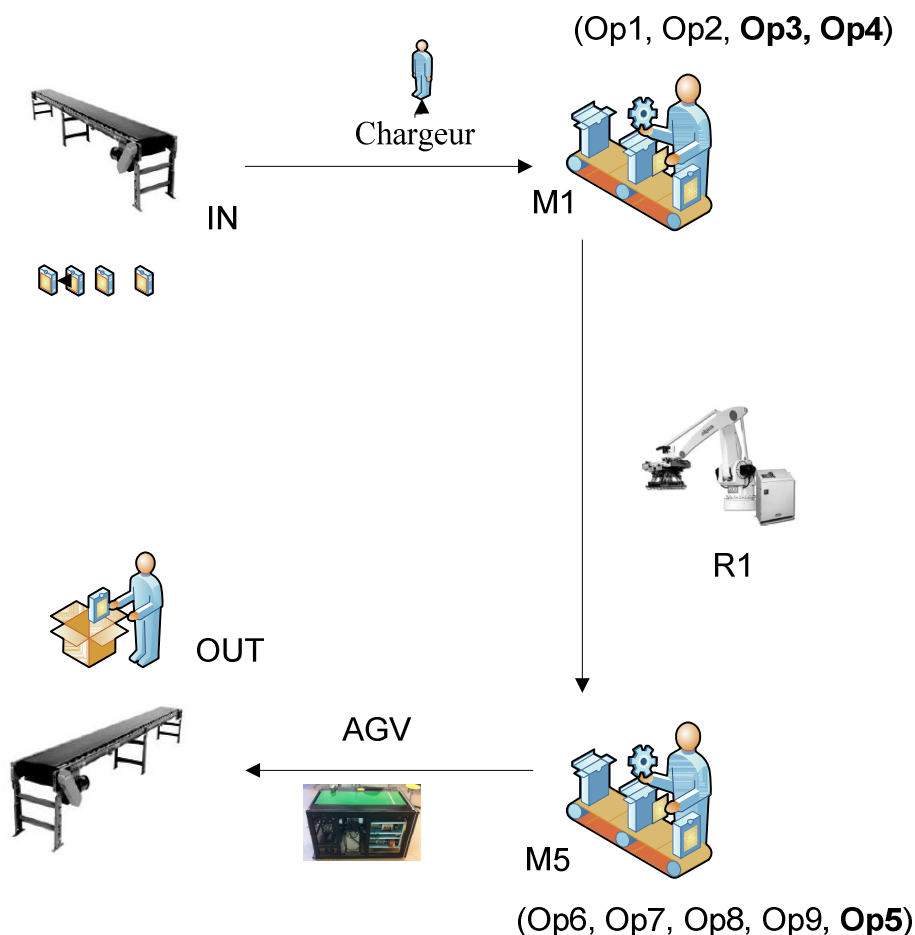 (Op1, Op2, Op3, Op4)
Chargeur
IN
M1
R1
OUT
AGV
M5
(Op6, Op7, Op8, Op9, Op5)